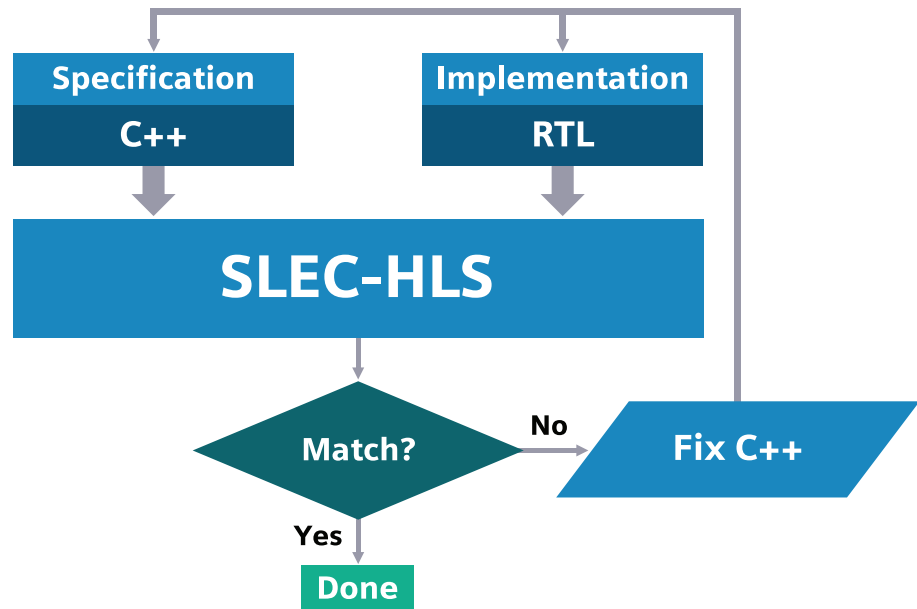 Specification
C++
Implementation
RTL
SLEC-HLS
Match?
No
Fix C++
Yes
Done